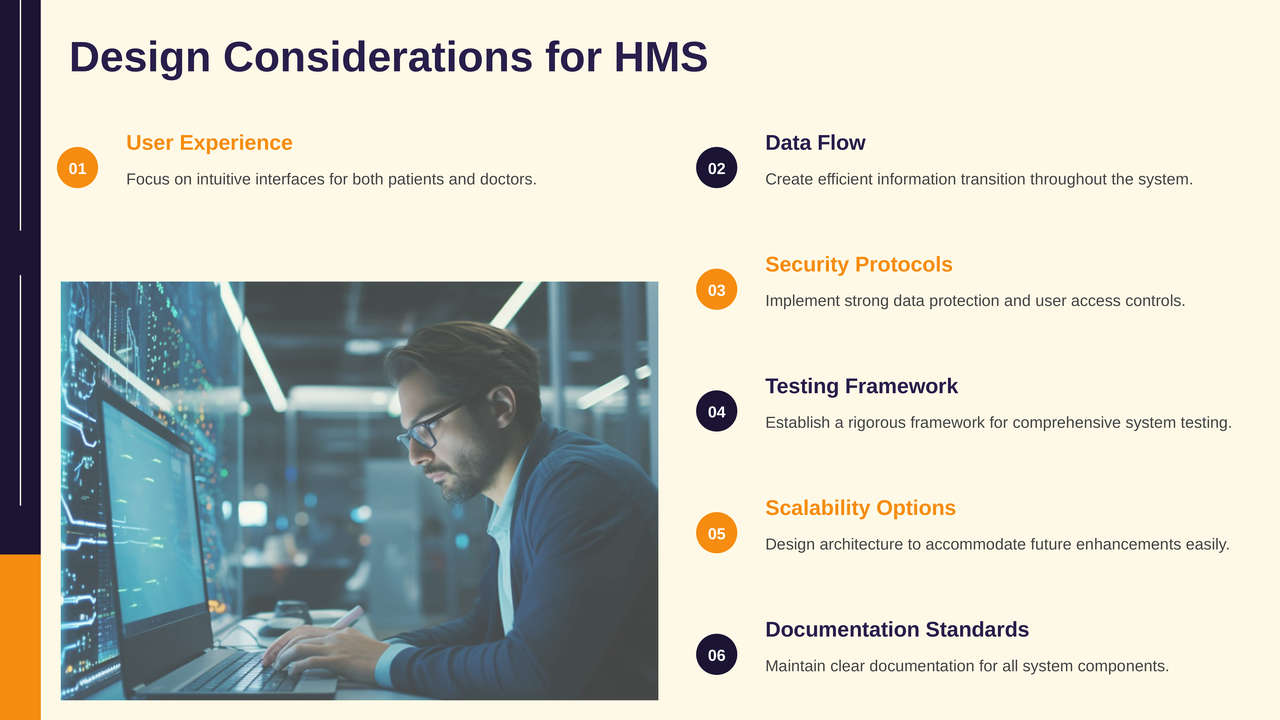 Design Considerations for HMS
01
User Experience
Focus on intuitive interfaces for both patients and doctors.
02
Data Flow
Create efficient information transition throughout the system.
03
Security Protocols
Implement strong data protection and user access controls.
04
Testing Framework
Establish a rigorous framework for comprehensive system testing.
05
Scalability Options
Design architecture to accommodate future enhancements easily.
06
Documentation Standards
Maintain clear documentation for all system components.